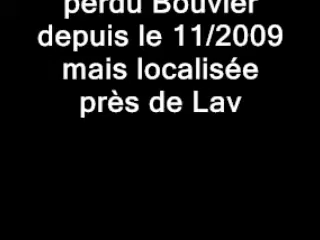 perdu Bouvier
depuis le 11/2009
mais localisée
près de Lav